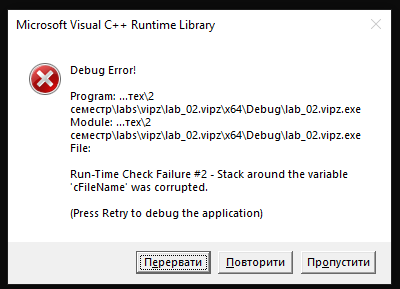 Microsoft Visual C++ Runtime Library
Debug Error!
Program: ...тех\2
семестр\labs\vipz\lab_02.vipz\x64\Debug\lab_02.vipz.exe
Module: ...тех\2
семестр\labs\vipz\lab_02.vipz\x64\Debug\lab_02.vipz.exe
File:
Run-Time Check Failure #2 - Stack around the variable
'cFileName' was corrupted.
(Press Retry to debug the application)
Перервати Повторити Пропустити